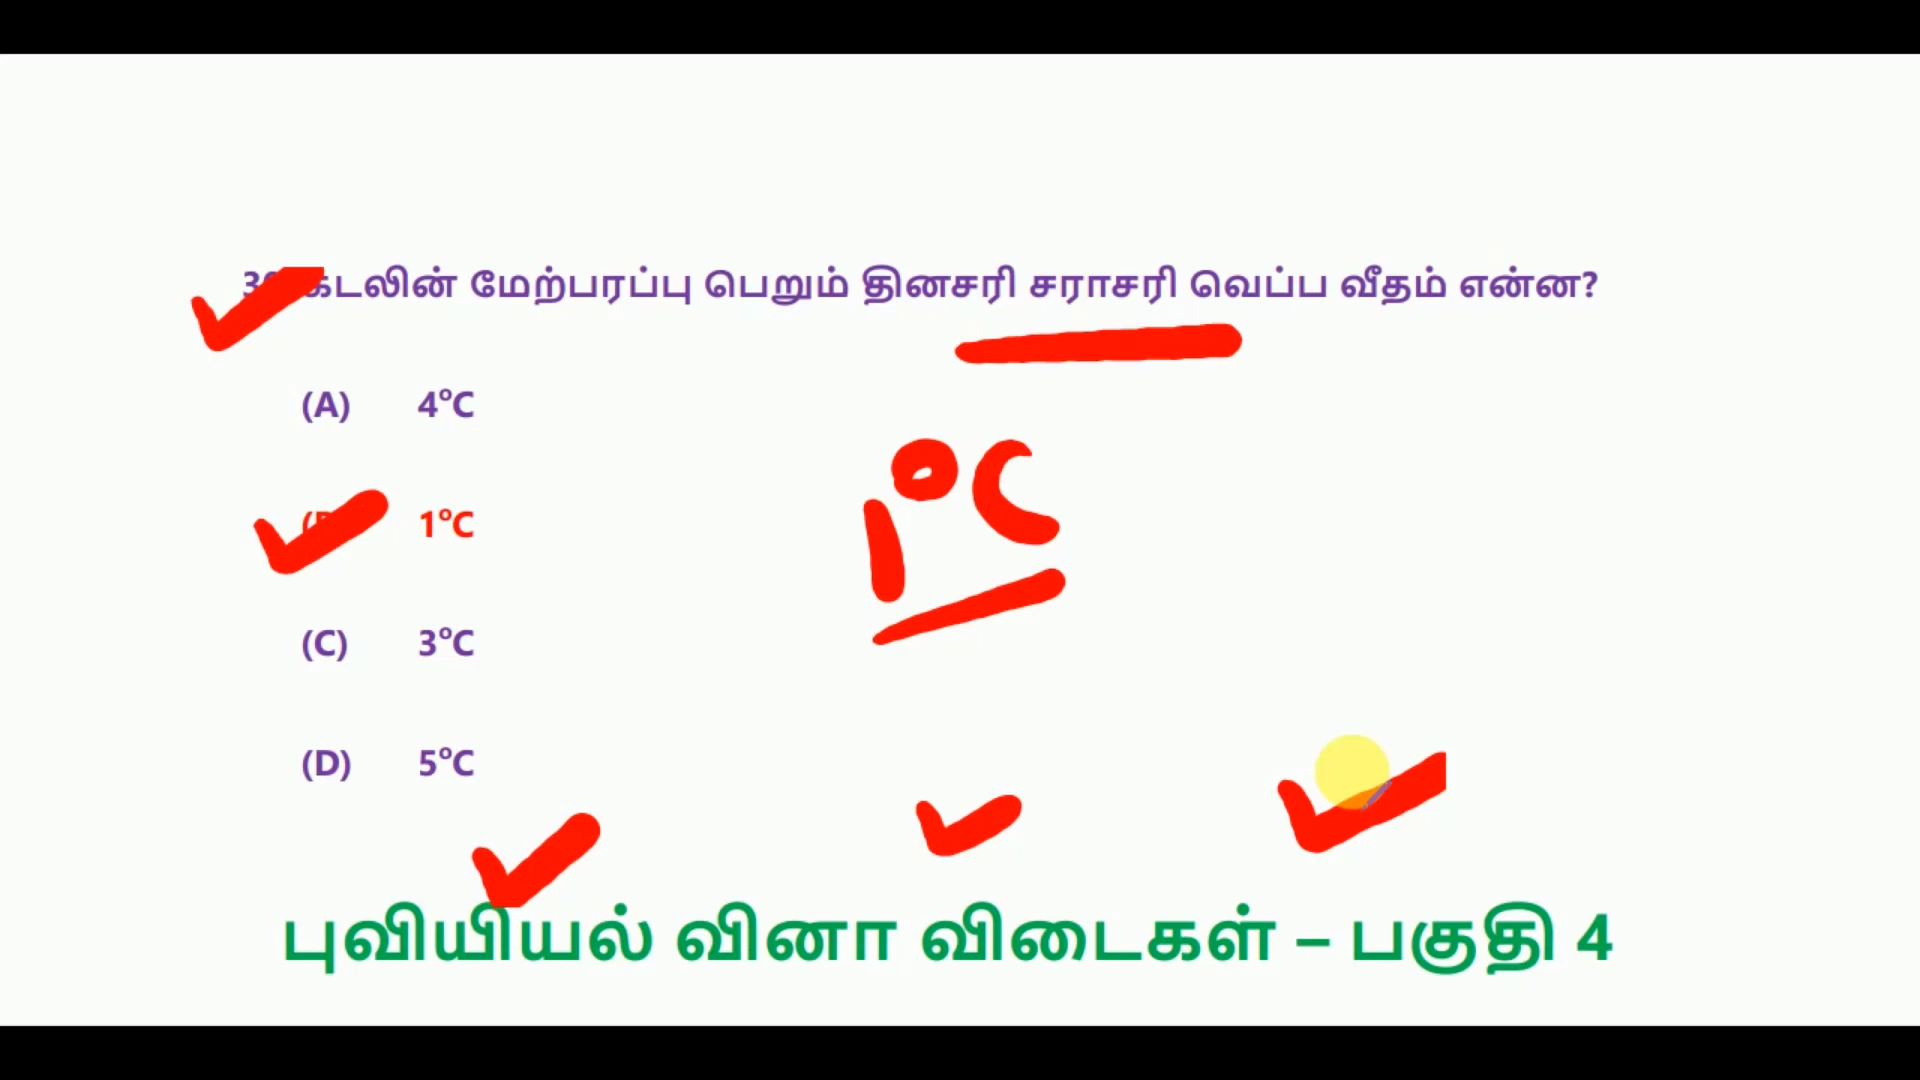 கடலின் மேற்பரப்பு பெறும் தினசரி சராசரி வெப்ப வீதம் என்ன?
(A) 4°C
1°C
1°C
(C) 3°C
(D) 5°C
புவியியல் வினா விடைகள் – பகுதி 4